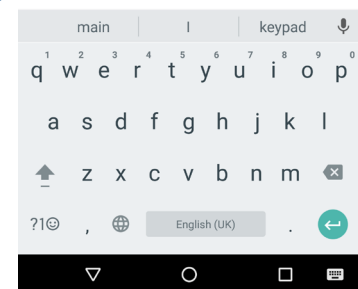 main I keypad
1 2 3 4 5 6 7 8 9 0
q w e r t y u i o p
a s d f g h j k l
z x c v b n m
?1☺ , English (UK) .